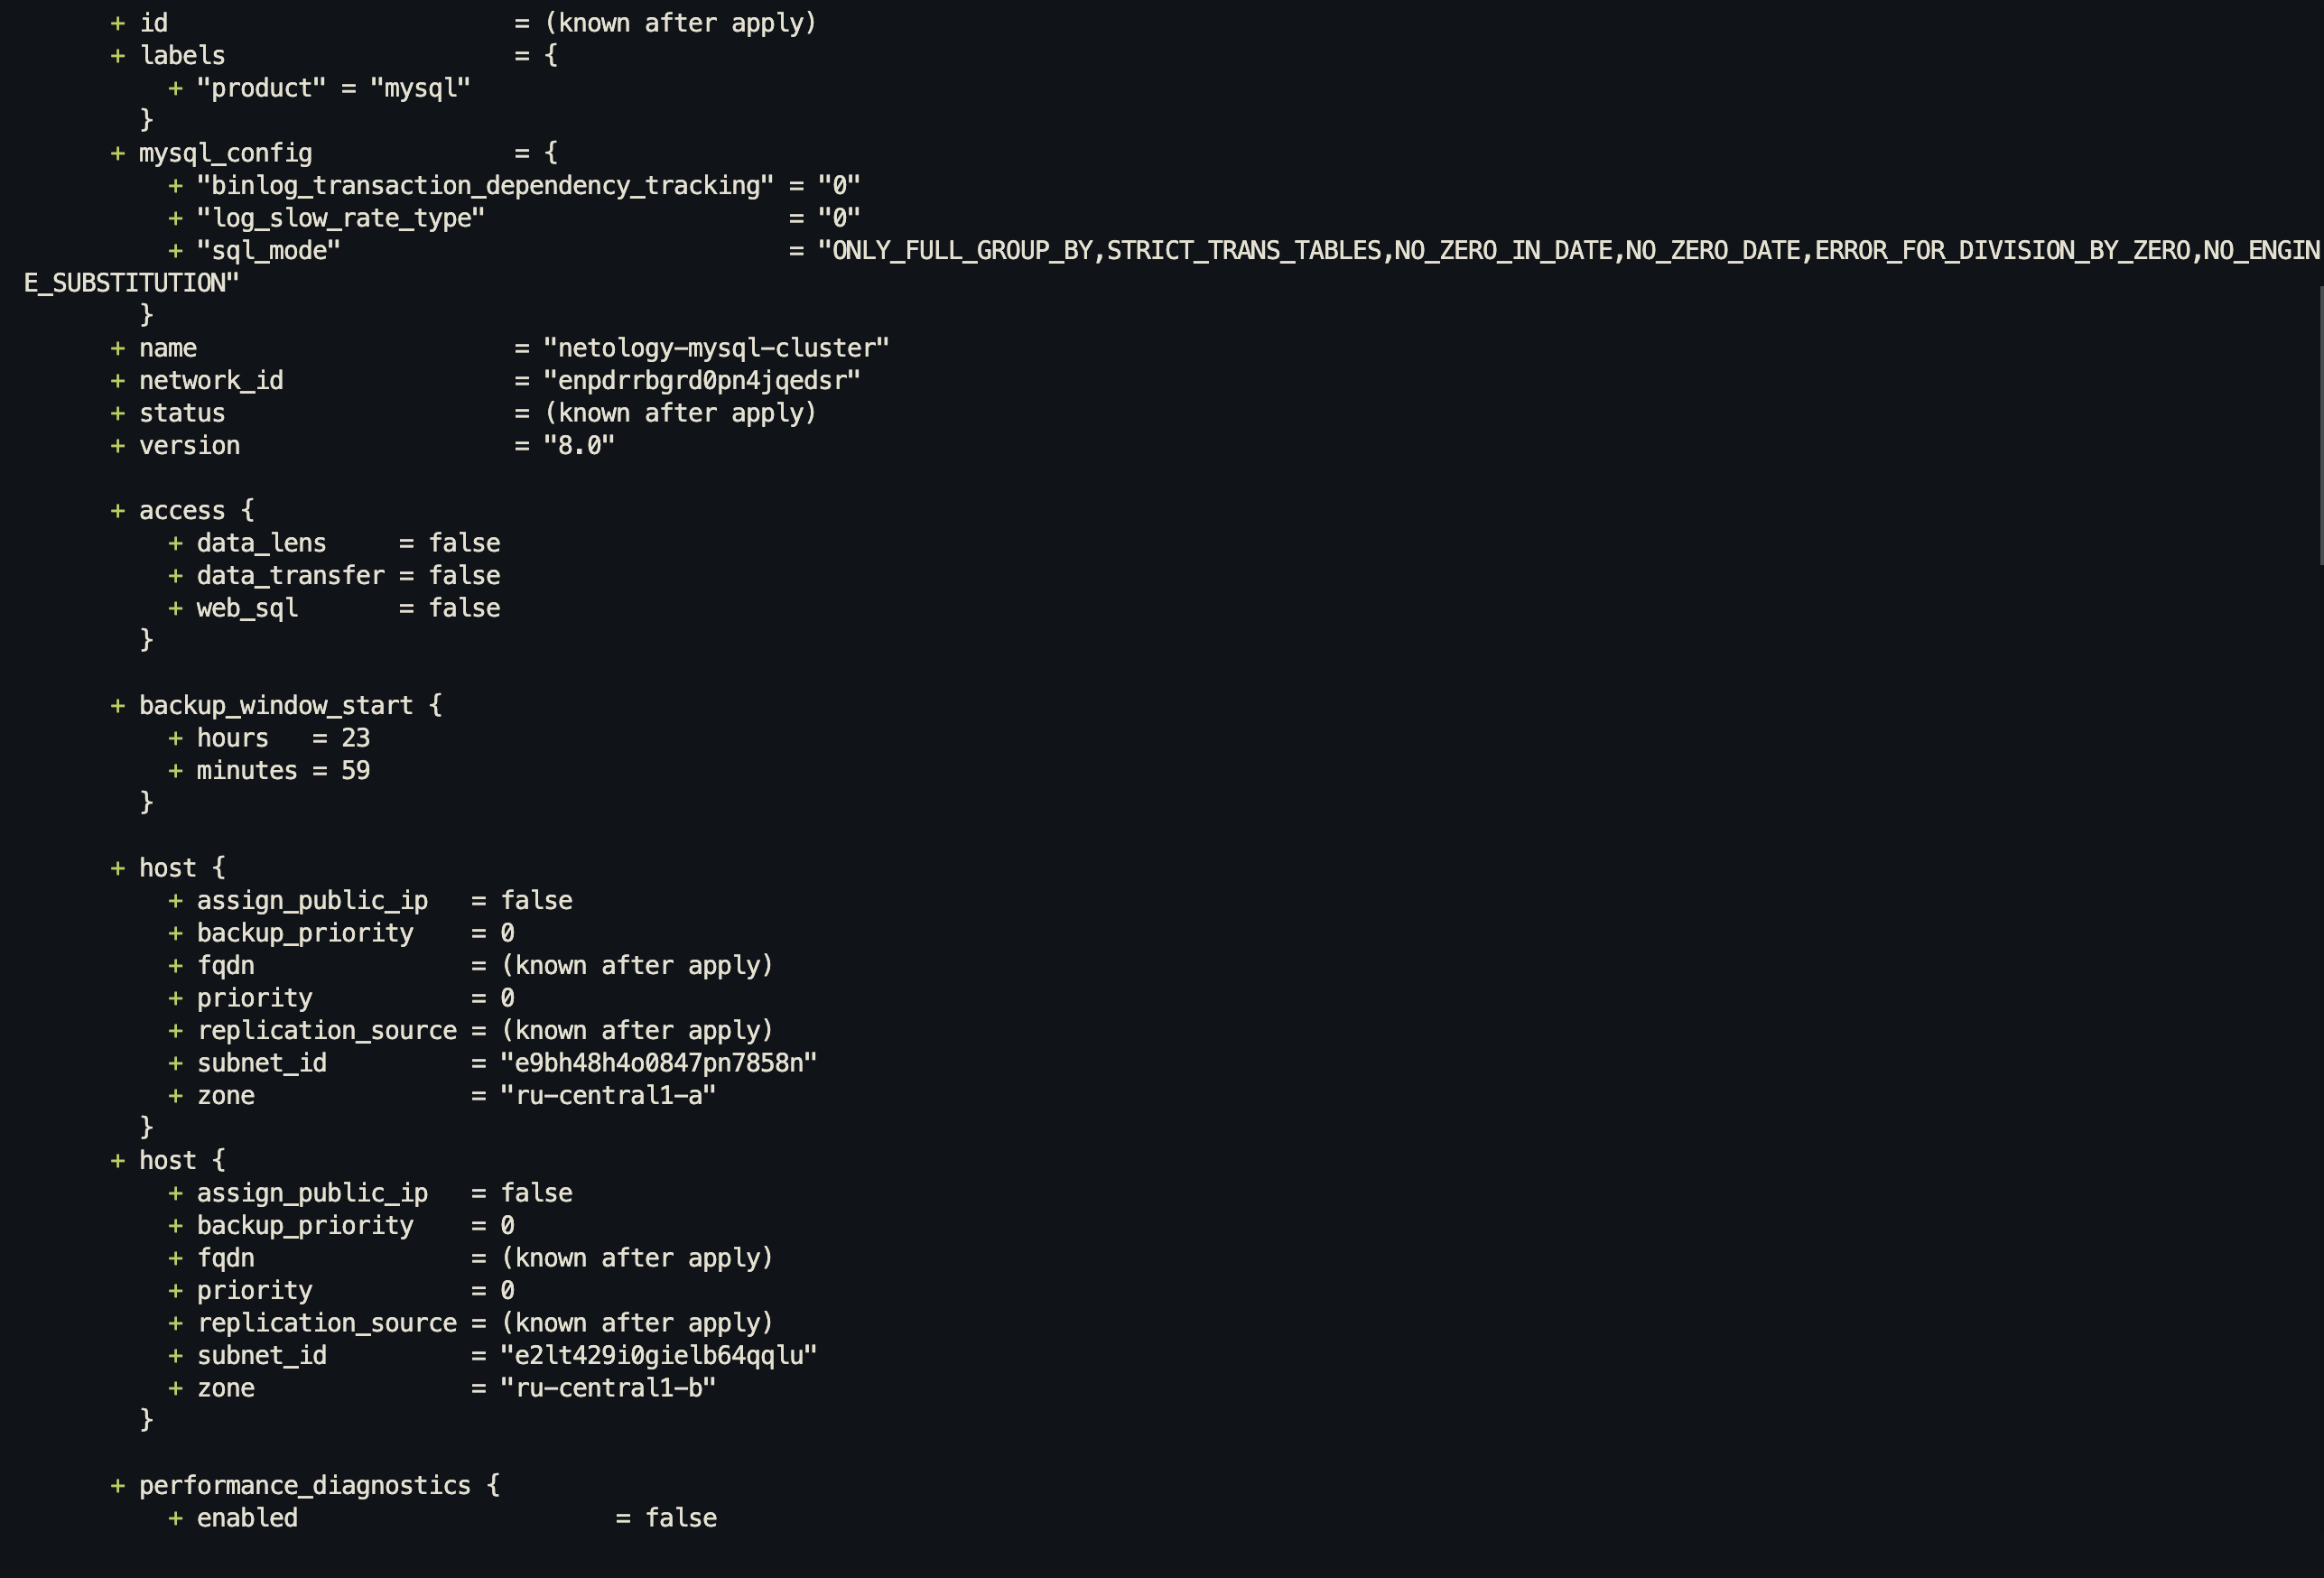 + id                        = (known after apply)
+ labels                    = {
    + "product" = "mysql"
  }
+ mysql_config              = {
    + "binlog_transaction_dependency_tracking" = "0"
    + "log_slow_rate_type"                     = "0"
    + "sql_mode"                               = "ONLY_FULL_GROUP_BY,STRICT_TRANS_TABLES,NO_ZERO_IN_DATE,NO_ZERO_DATE,ERROR_FOR_DIVISION_BY_ZERO,NO_ENGIN
E_SUBSTITUTION"
  }
+ name                      = "netology-mysql-cluster"
+ network_id                = "enpdrrbgrd0pn4jqedsr"
+ status                    = (known after apply)
+ version                   = "8.0"
+ access {
    + data_lens     = false
    + data_transfer = false
    + web_sql       = false
  }
+ backup_window_start {
    + hours   = 23
    + minutes = 59
  }
+ host {
    + assign_public_ip   = false
    + backup_priority    = 0
    + fqdn               = (known after apply)
    + priority           = 0
    + replication_source = (known after apply)
    + subnet_id          = "e9bh48h4o0847pn7858n"
    + zone               = "ru-central1-a"
  }
+ host {
    + assign_public_ip   = false
    + backup_priority    = 0
    + fqdn               = (known after apply)
    + priority           = 0
    + replication_source = (known after apply)
    + subnet_id          = "e2lt429i0gielb64qqlu"
    + zone               = "ru-central1-b"
  }
+ performance_diagnostics {
    + enabled                      = false